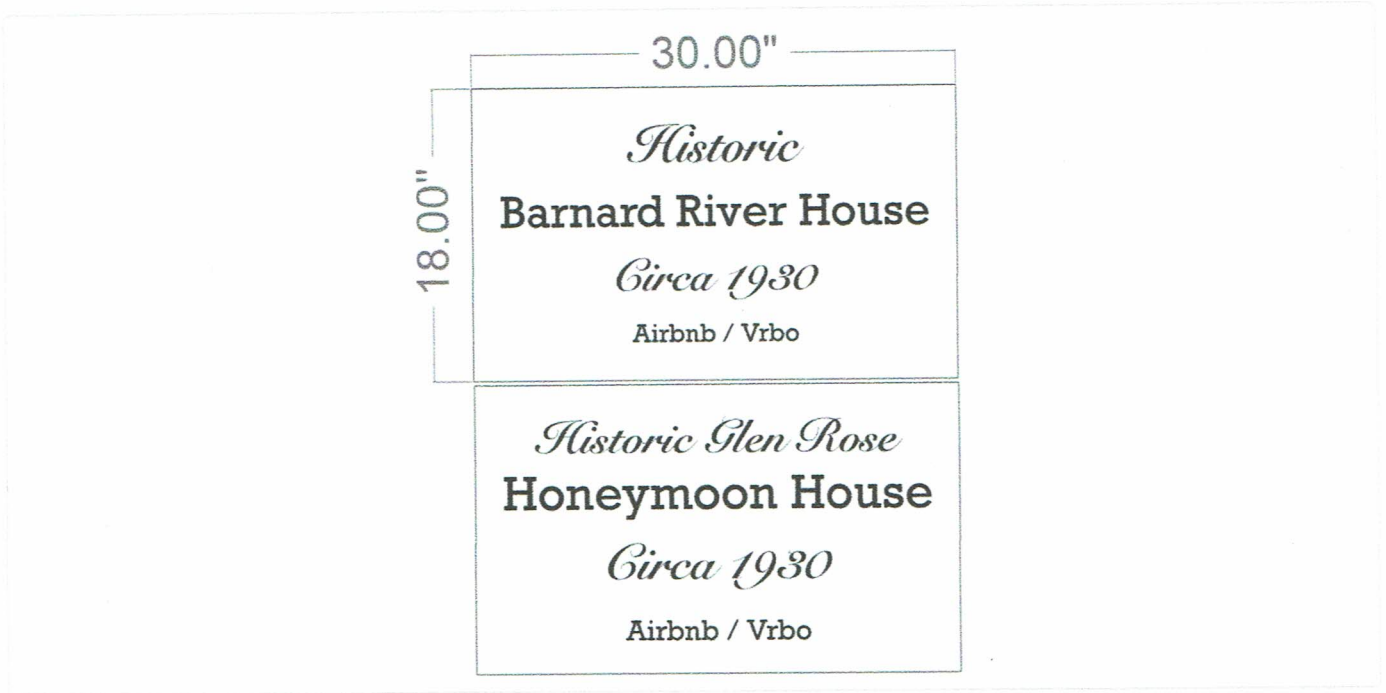 30.00"
18.00"
Historic
Barnard River House
Circa 1930
Airbnb / Vrbo
Historic Glen Rose
Honeymoon House
Circa 1930
Airbnb / Vrbo